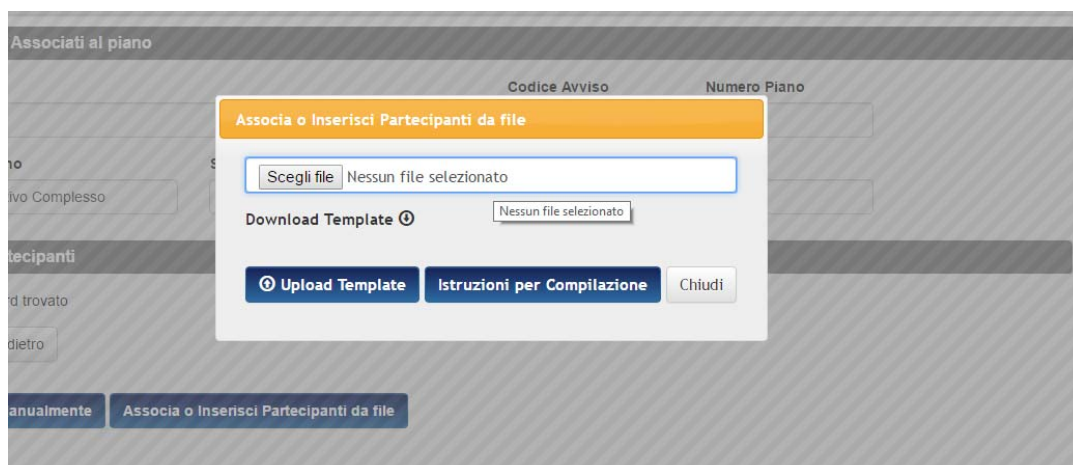 Associati al piano
Codice Avviso Numero Piano
Associa o Inserisci Partecipanti da file
Scegli file Nessun file selezionato
ivo Complesso
Nessun file selezionato
Download Template
tecipanti
Upload Template Istruzioni per Compilazione Chiudi
rd trovato
dietro
anualmente Associa o Inserisci Partecipanti da file